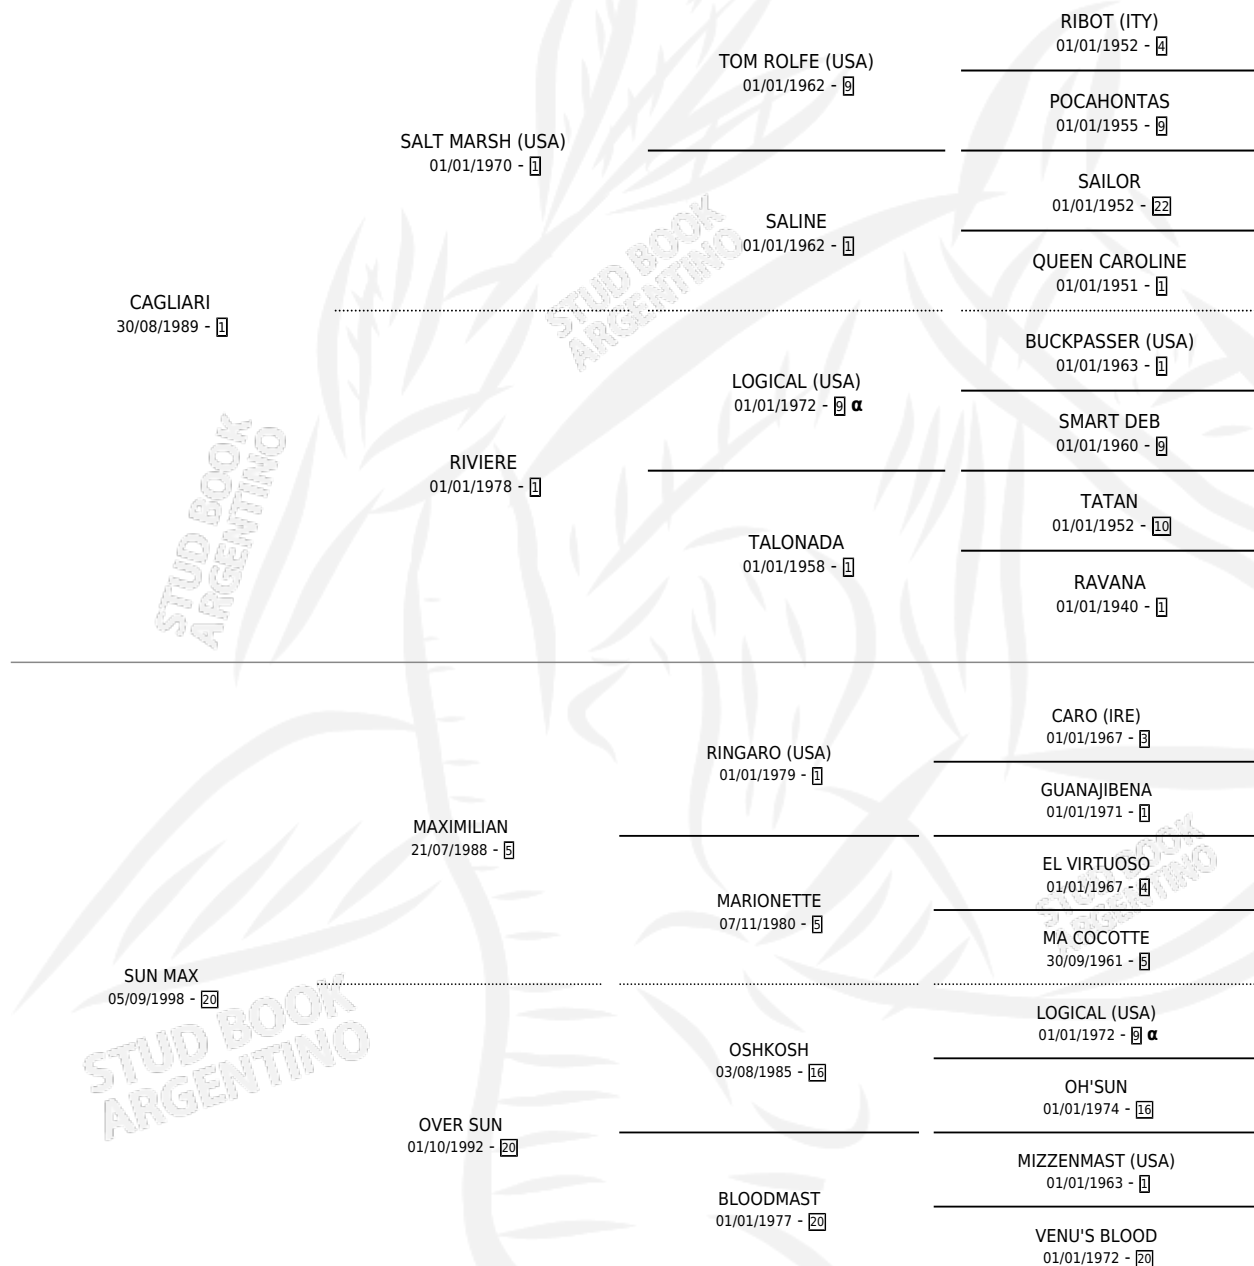 RIBOT (ITY)
01/01/1952 - 4
TOM ROLFE (USA)
01/01/1962 - 9
POCAHONTAS
01/01/1955 - 9
SALT MARSH (USA)
01/01/1970 - 1
SAILOR
01/01/1952 - 22
SALINE
01/01/1962 - 1
QUEEN CAROLINE
01/01/1951 - 1
CAGLIARI
30/08/1989 - 1
BUCKPASSER (USA)
01/01/1963 - 1
LOGICAL (USA)
01/01/1972 - 9 α
SMART DEB
01/01/1960 - 9
RIVIERE
01/01/1978 - 1
TATAN
01/01/1952 - 10
TALONADA
01/01/1958 - 1
RAVANA
01/01/1940 - 1
CARO (IRE)
01/01/1967 - 3
RINGARO (USA)
01/01/1979 - 1
GUANAJIBENA
01/01/1971 - 1
MAXIMILIAN
21/07/1988 - 5
EL VIRTUOSO
01/01/1967 - 4
MARIONETTE
07/11/1980 - 5
MA COCOTTE
30/09/1961 - 5
SUN MAX
05/09/1998 - 20
LOGICAL (USA)
01/01/1972 - 9 α
OSHKOSH
03/08/1985 - 16
OH'SUN
01/01/1974 - 16
OVER SUN
01/10/1992 - 20
MIZZENMAST (USA)
01/01/1963 - 1
BLOODMAST
01/01/1977 - 20
VENU'S BLOOD
01/01/1972 - 20
STUD BOOK
ARGENTINO
STUD BOOK
ARGENTINO
STUD BOOK
ARGENTINO
STUD BOOK
ARGENTINO